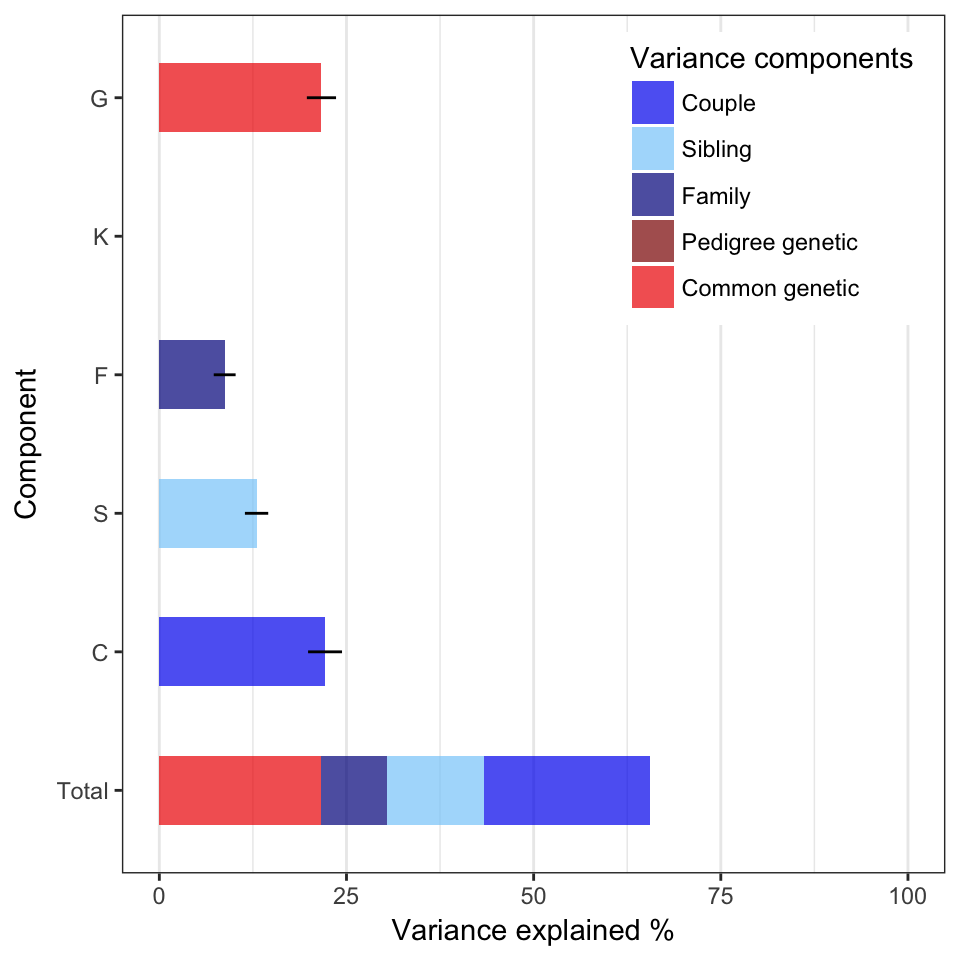 Variance components
Couple
Sibling
Family
Pedigree genetic
Common genetic
G
K
F
S
C
Total
Component
0 25 50 75 100
Variance explained %